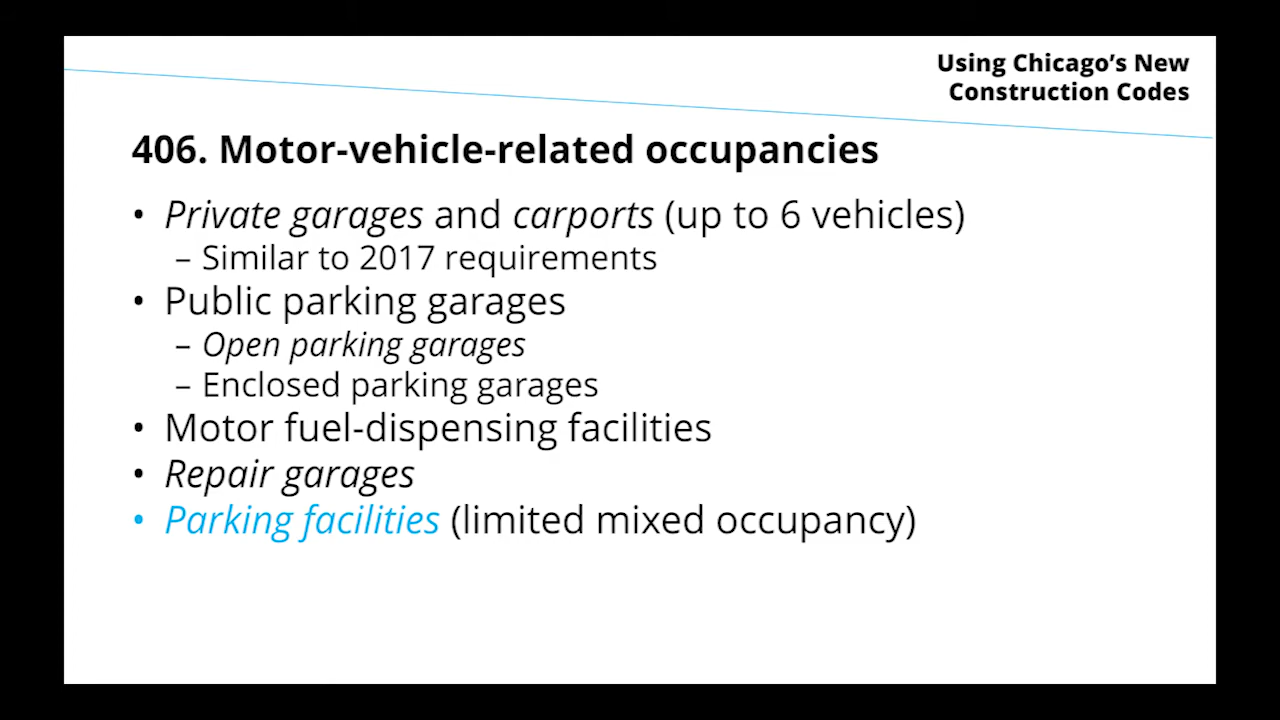 Using Chicago's New
Construction Codes
406. Motor-vehicle-related occupancies
• Private garages and carports (up to 6 vehicles)
– Similar to 2017 requirements
• Public parking garages
– Open parking garages
– Enclosed parking garages
• Motor fuel-dispensing facilities
• Repair garages
• Parking facilities (limited mixed occupancy)